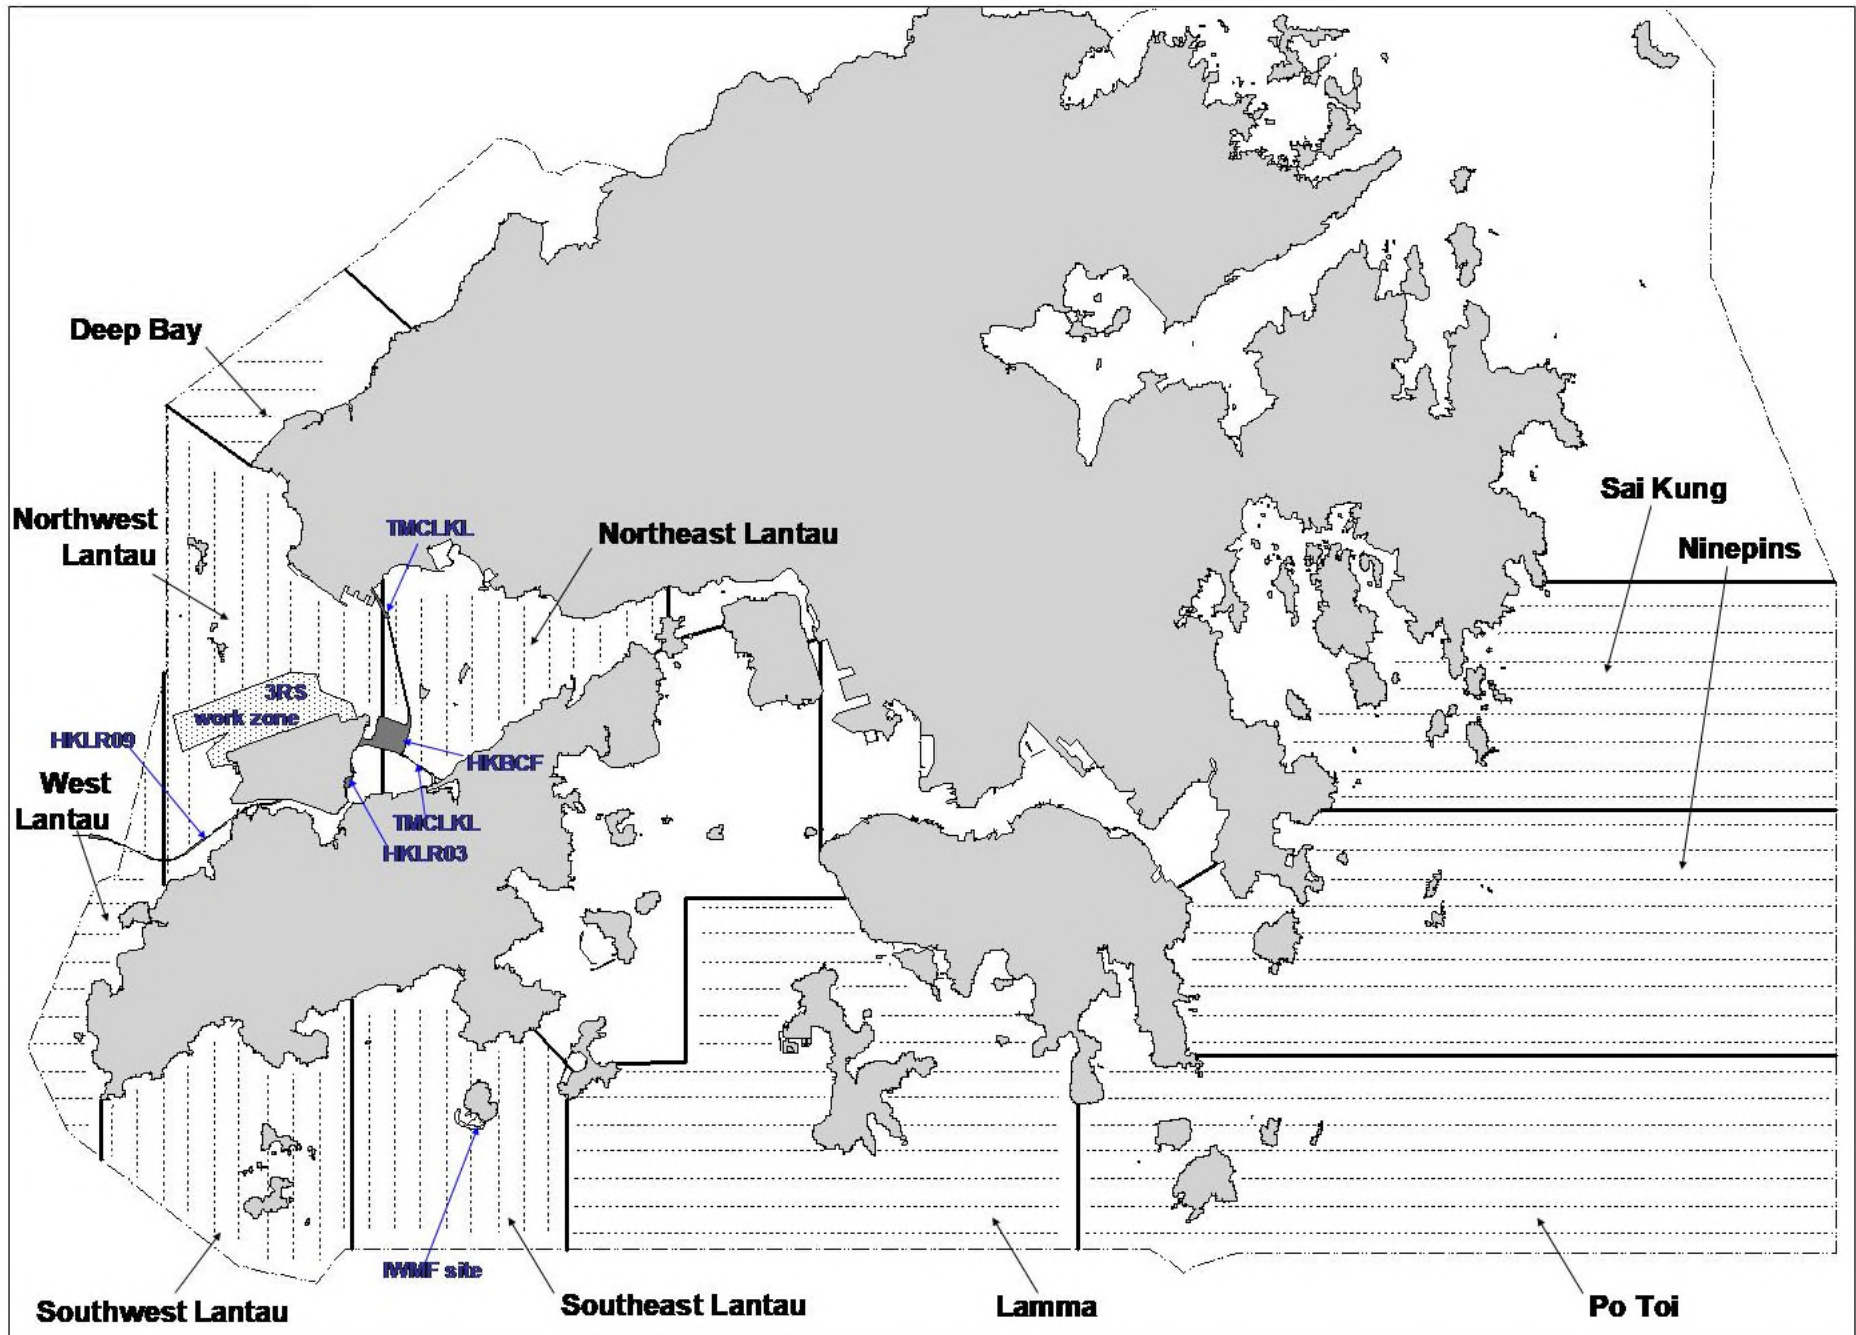 Deep Bay
Sai Kung
Northwest
Lantau
TMCLKL
Northeast Lantau
Ninepins
3RS
work zone
HKLR09
HKBCF
West
Lantau
TMCLKL
HKLR03
IWMF site
Southwest Lantau
Southeast Lantau
Lamma
Po Toi